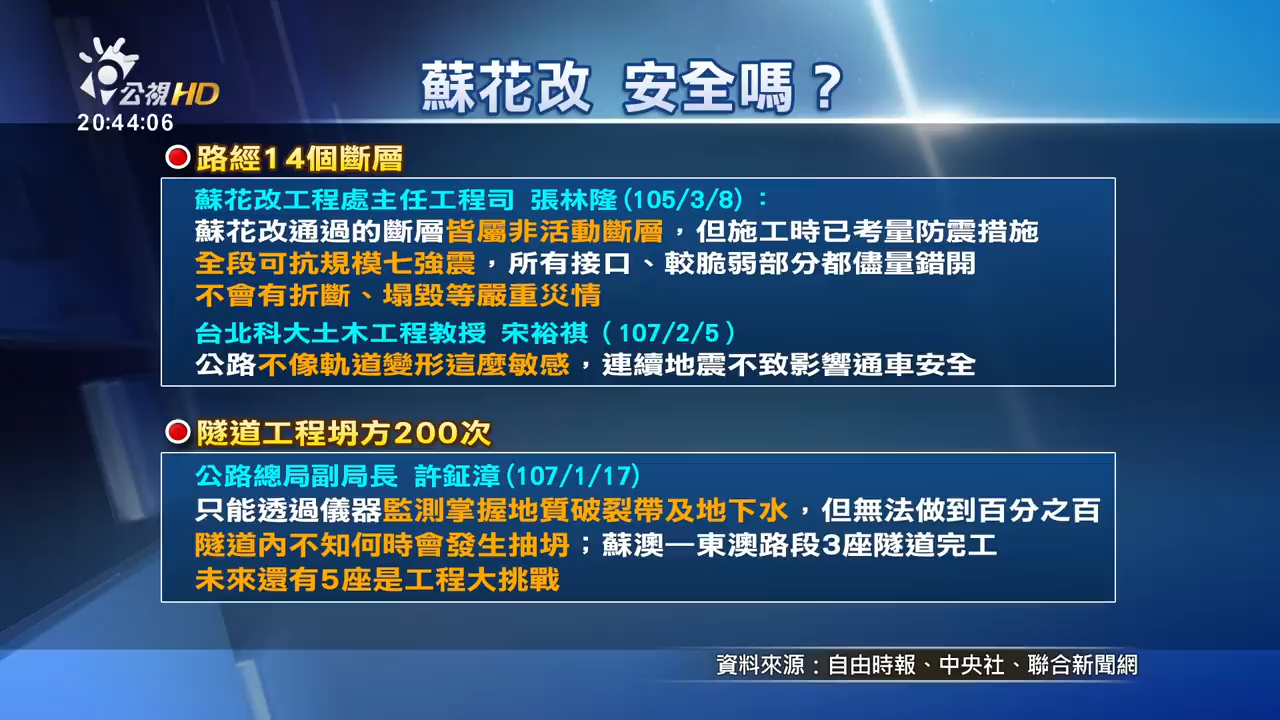 公視HD
20:44:06
蘇花改 安全嗎？
路經14個斷層
蘇花改工程處主任工程司 張林隆(105/3/8)：
蘇花改通過的斷層皆屬非活動斷層，但施工時已考量防震措施
全段可抗規模七強震，所有接口、較脆弱部分都儘量錯開
不會有折斷、塌毀等嚴重災情
台北科大土木工程教授 宋裕祺（107/2/5）
公路不像軌道變形這麼敏感，連續地震不致影響通車安全
隧道工程坍方200次
公路總局副局長 許鉦漳(107/1/17)
只能透過儀器監測掌握地質破裂帶及地下水，但無法做到百分之百
隧道內不知何時會發生抽坍；蘇澳—東澳路段3座隧道完工
未來還有5座是工程大挑戰
資料來源：自由時報、中央社、聯合新聞網